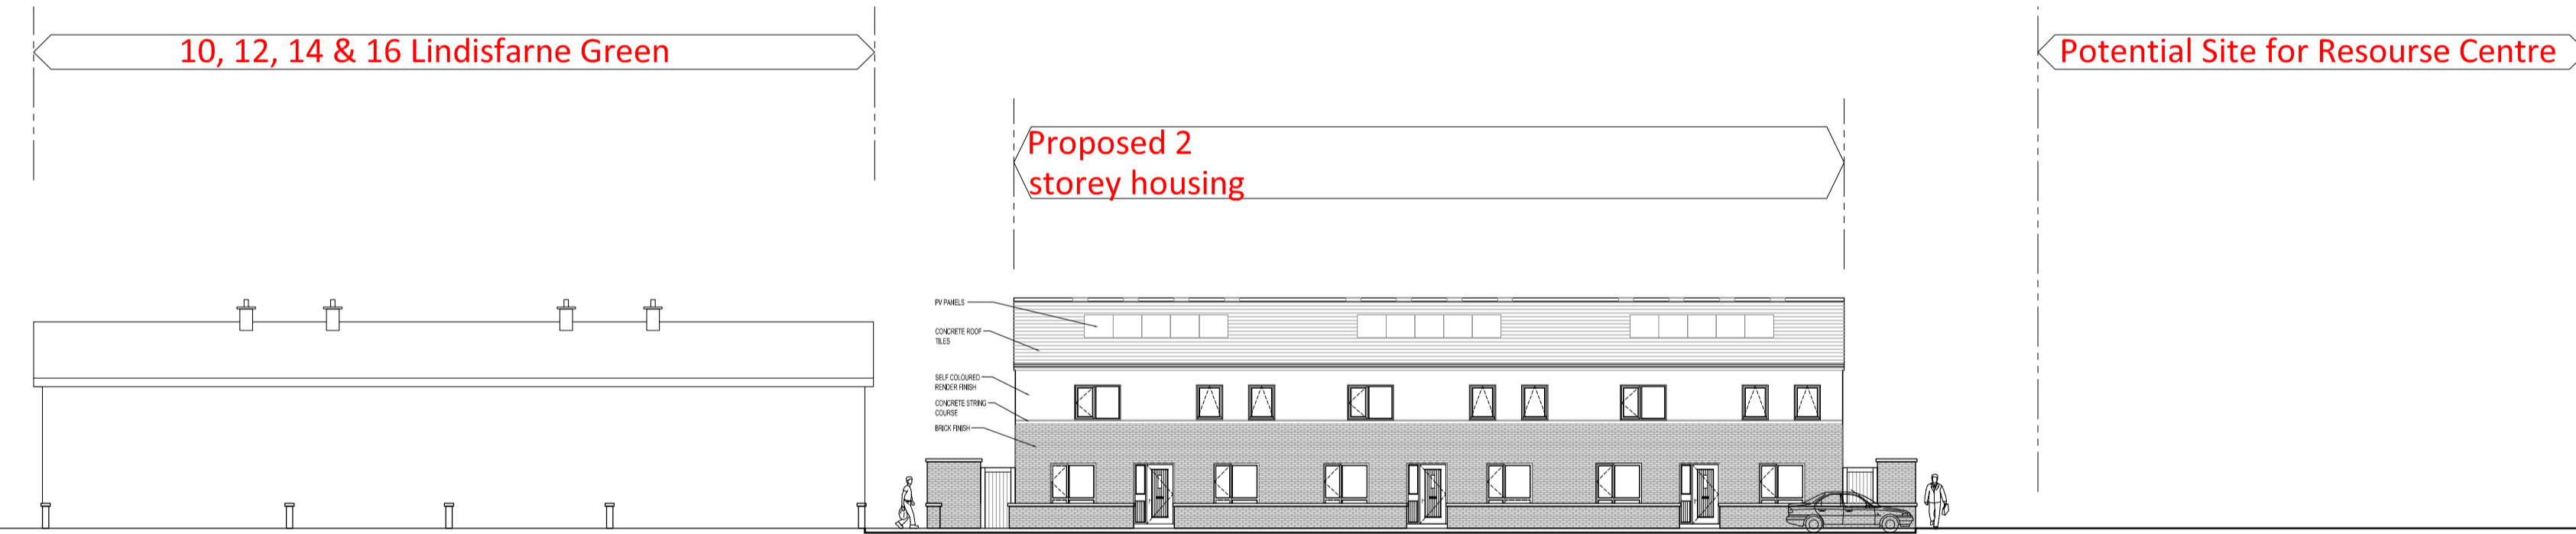 10, 12, 14 & 16 Lindisfarne Green
Potential Site for Resourse Centre
Proposed 2
storey housing
PV PANELS
CONCRETE ROOF
TILES
SELF COLOURED
RENDER FINISH
CONCRETE STRING
COURSE
BRICK FINISH